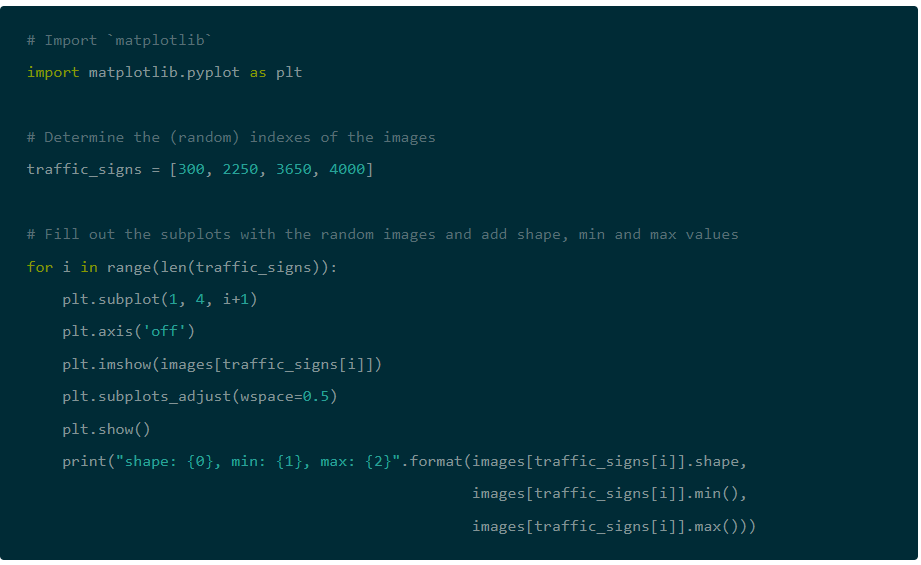 # Import `matplotlib`
import matplotlib.pyplot as plt
# Determine the (random) indexes of the images
traffic_signs = [300, 2250, 3650, 4000]
# Fill out the subplots with the random images and add shape, min and max values
for i in range(len(traffic_signs)):
    plt.subplot(1, 4, i+1)
    plt.axis('off')
    plt.imshow(images[traffic_signs[i]])
    plt.subplots_adjust(wspace=0.5)
    plt.show()
    print("shape: {0}, min: {1}, max: {2}".format(images[traffic_signs[i]].shape,
                                                  images[traffic_signs[i]].min(),
                                                  images[traffic_signs[i]].max()))